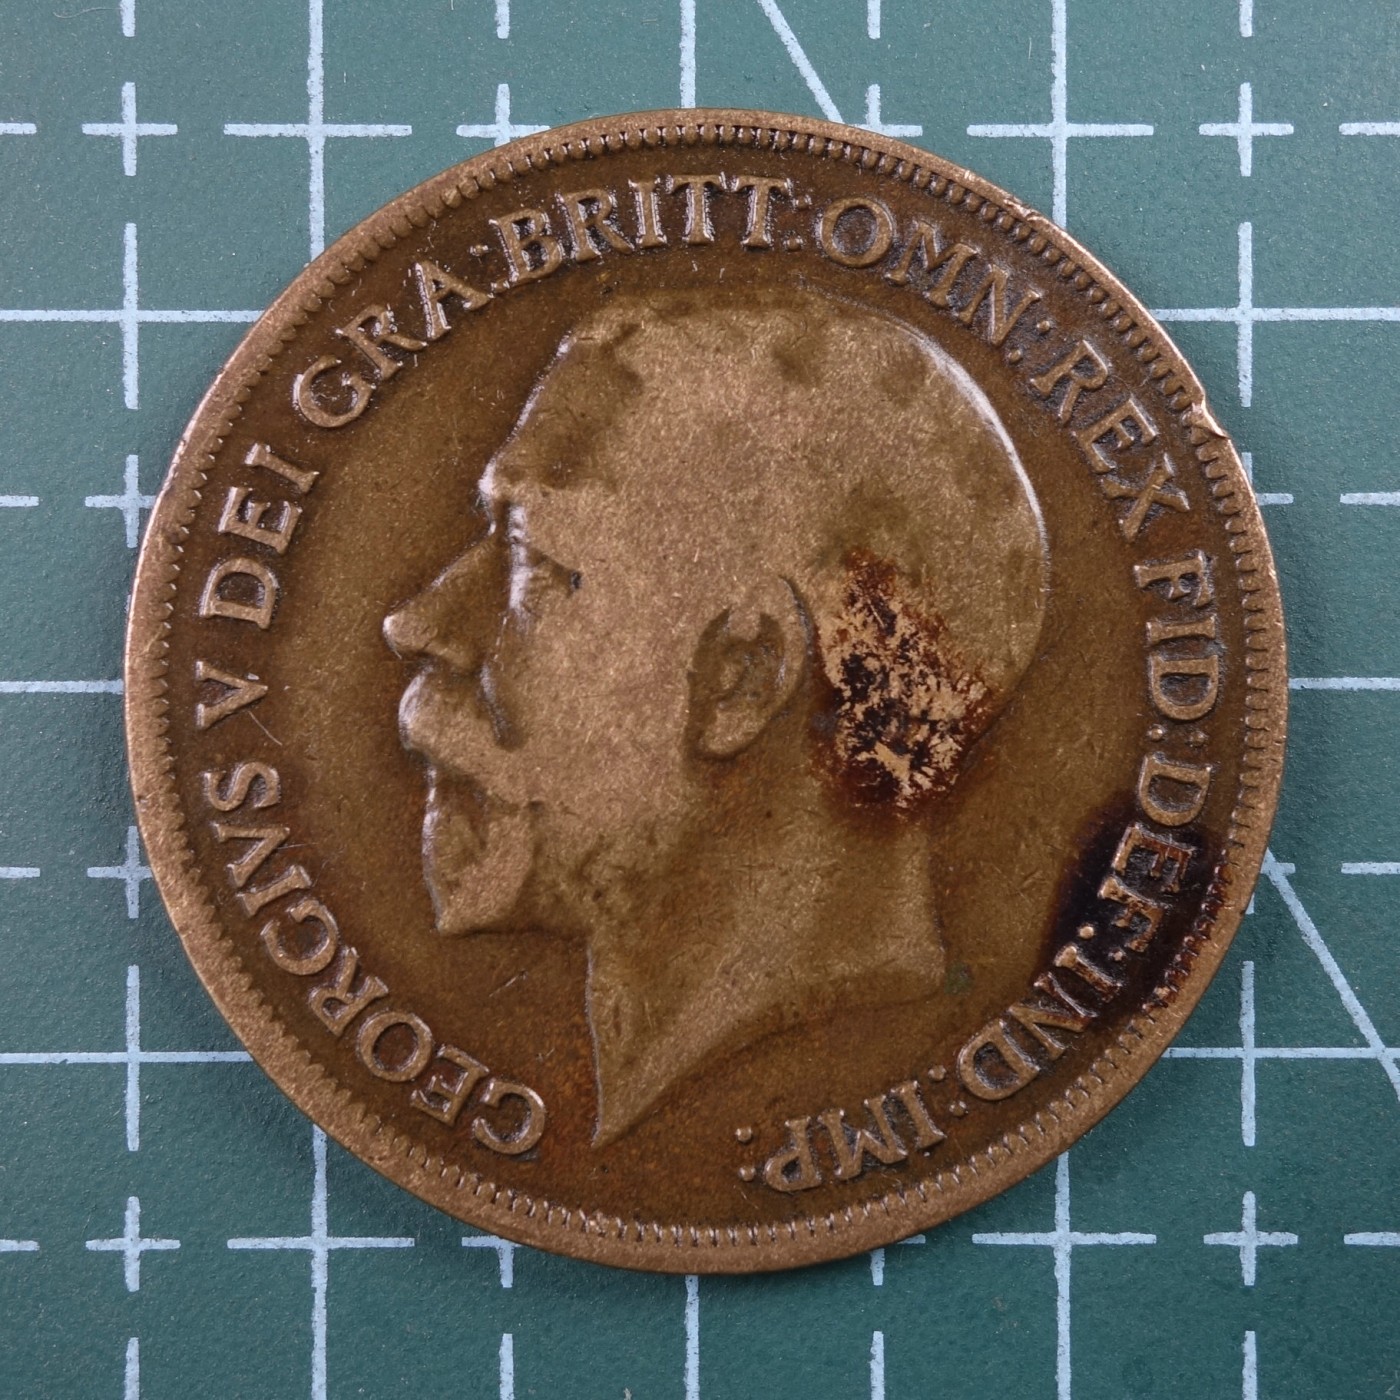 GEORGIVS V DEI GRA:BRITT:OMN:REX FID:DEF:IND:IMP: